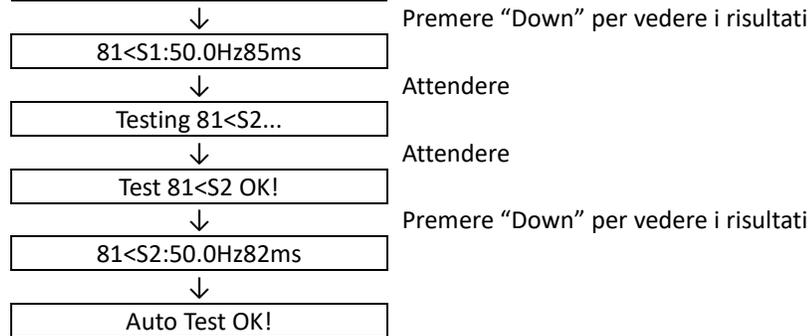 Premere “Down” per vedere i risultati
81<S1:50.0Hz85ms
Attendere
Testing 81<S2...
Attendere
Test 81<S2 OK!
Premere “Down” per vedere i risultati
81<S2:50.0Hz82ms
Auto Test OK!